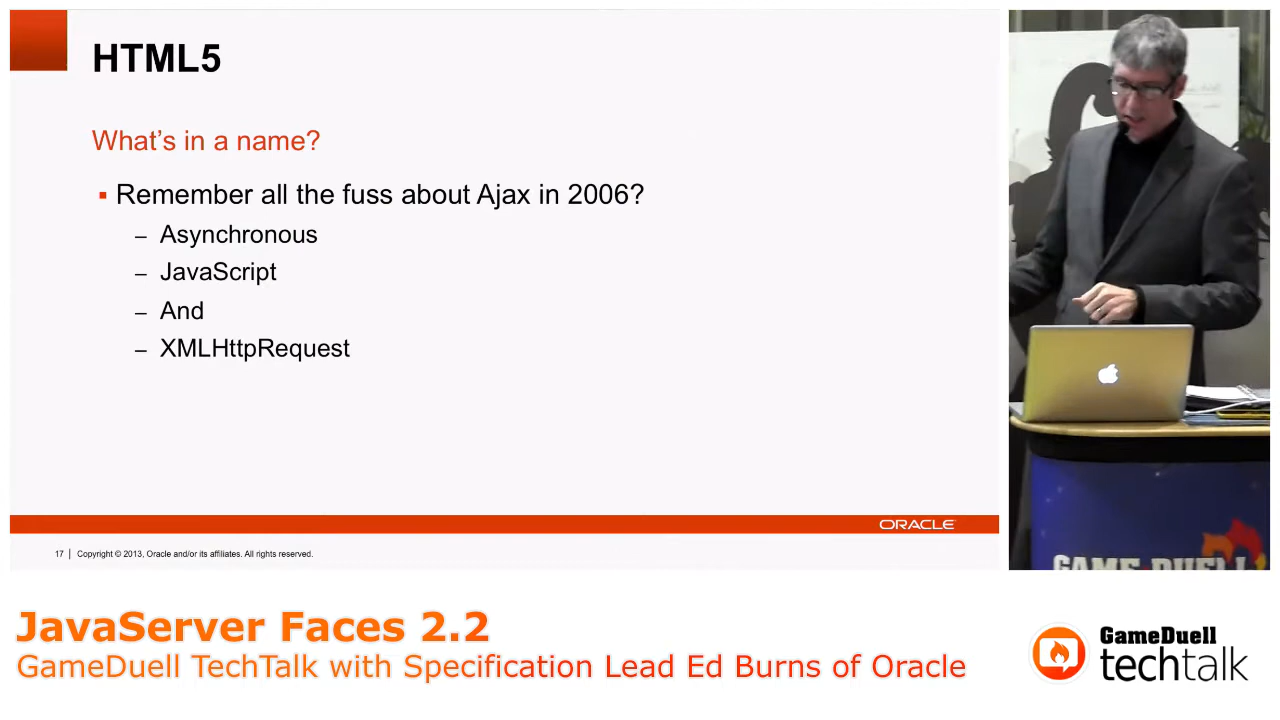 HTML5
What's in a name?
▪ Remember all the fuss about Ajax in 2006?
– Asynchronous
– JavaScript
– And
– XMLHttpRequest
ORACLE
17 | Copyright © 2013, Oracle and/or its affiliates. All rights reserved.
GAME DUELL
JavaServer Faces 2.2
GameDuell TechTalk with Specification Lead Ed Burns of Oracle
GameDuell
techtalk